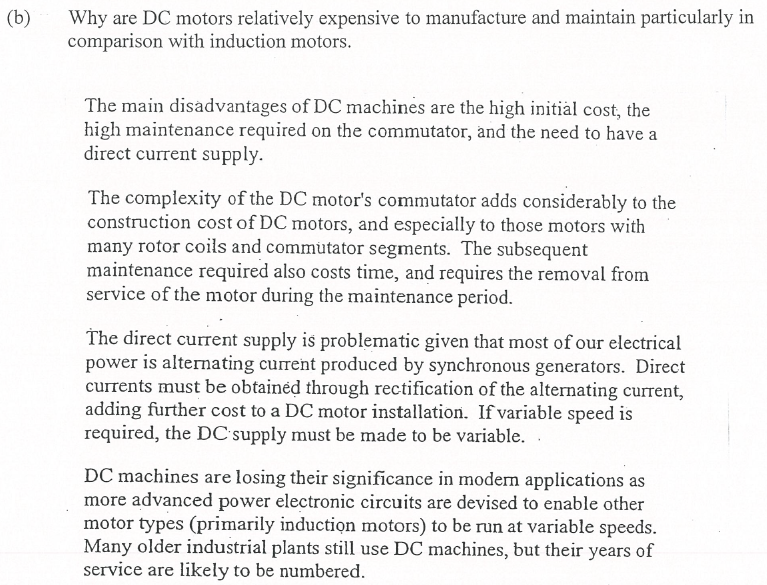 (b) Why are DC motors relatively expensive to manufacture and maintain particularly in
comparison with induction motors.
The main disadvantages of DC machines are the high initial cost, the
high maintenance required on the commutator, and the need to have a
direct current supply.
The complexity of the DC motor's commutator adds considerably to the
construction cost of DC motors, and especially to those motors with
many rotor coils and commutator segments. The subsequent
maintenance required also costs time, and requires the removal from
service of the motor during the maintenance period.
The direct current supply is problematic given that most of our electrical
power is alternating current produced by synchronous generators. Direct
currents must be obtained through rectification of the alternating current,
adding further cost to a DC motor installation. If variable speed is
required, the DC supply must be made to be variable.
DC machines are losing their significance in modern applications as
more advanced power electronic circuits are devised to enable other
motor types (primarily induction motors) to be run at variable speeds.
Many older industrial plants still use DC machines, but their years of
service are likely to be numbered.